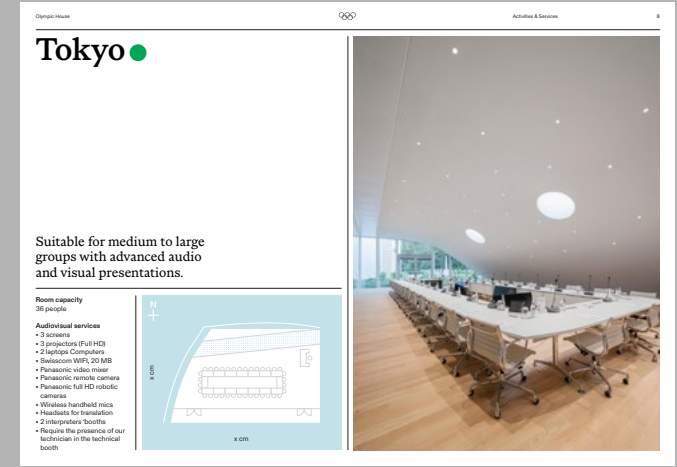 Olympic House
Activities & Services
8
Tokyo
Suitable for medium to large
groups with advanced audio
and visual presentations.
Room capacity
36 people
Audiovisual services
• 3 screens
• 3 projectors (Full HD)
• 2 laptops Computers
• Swisscom WIFI, 20 MB
• Panasonic video mixer
• Panasonic remote camera
• Panasonic full HD robotic
cameras
• Wireless handheld mics
• Headsets for translation
• 2 interpreters 'booths
• Require the presence of our
technician in the technical
booth
N
x cm
x cm